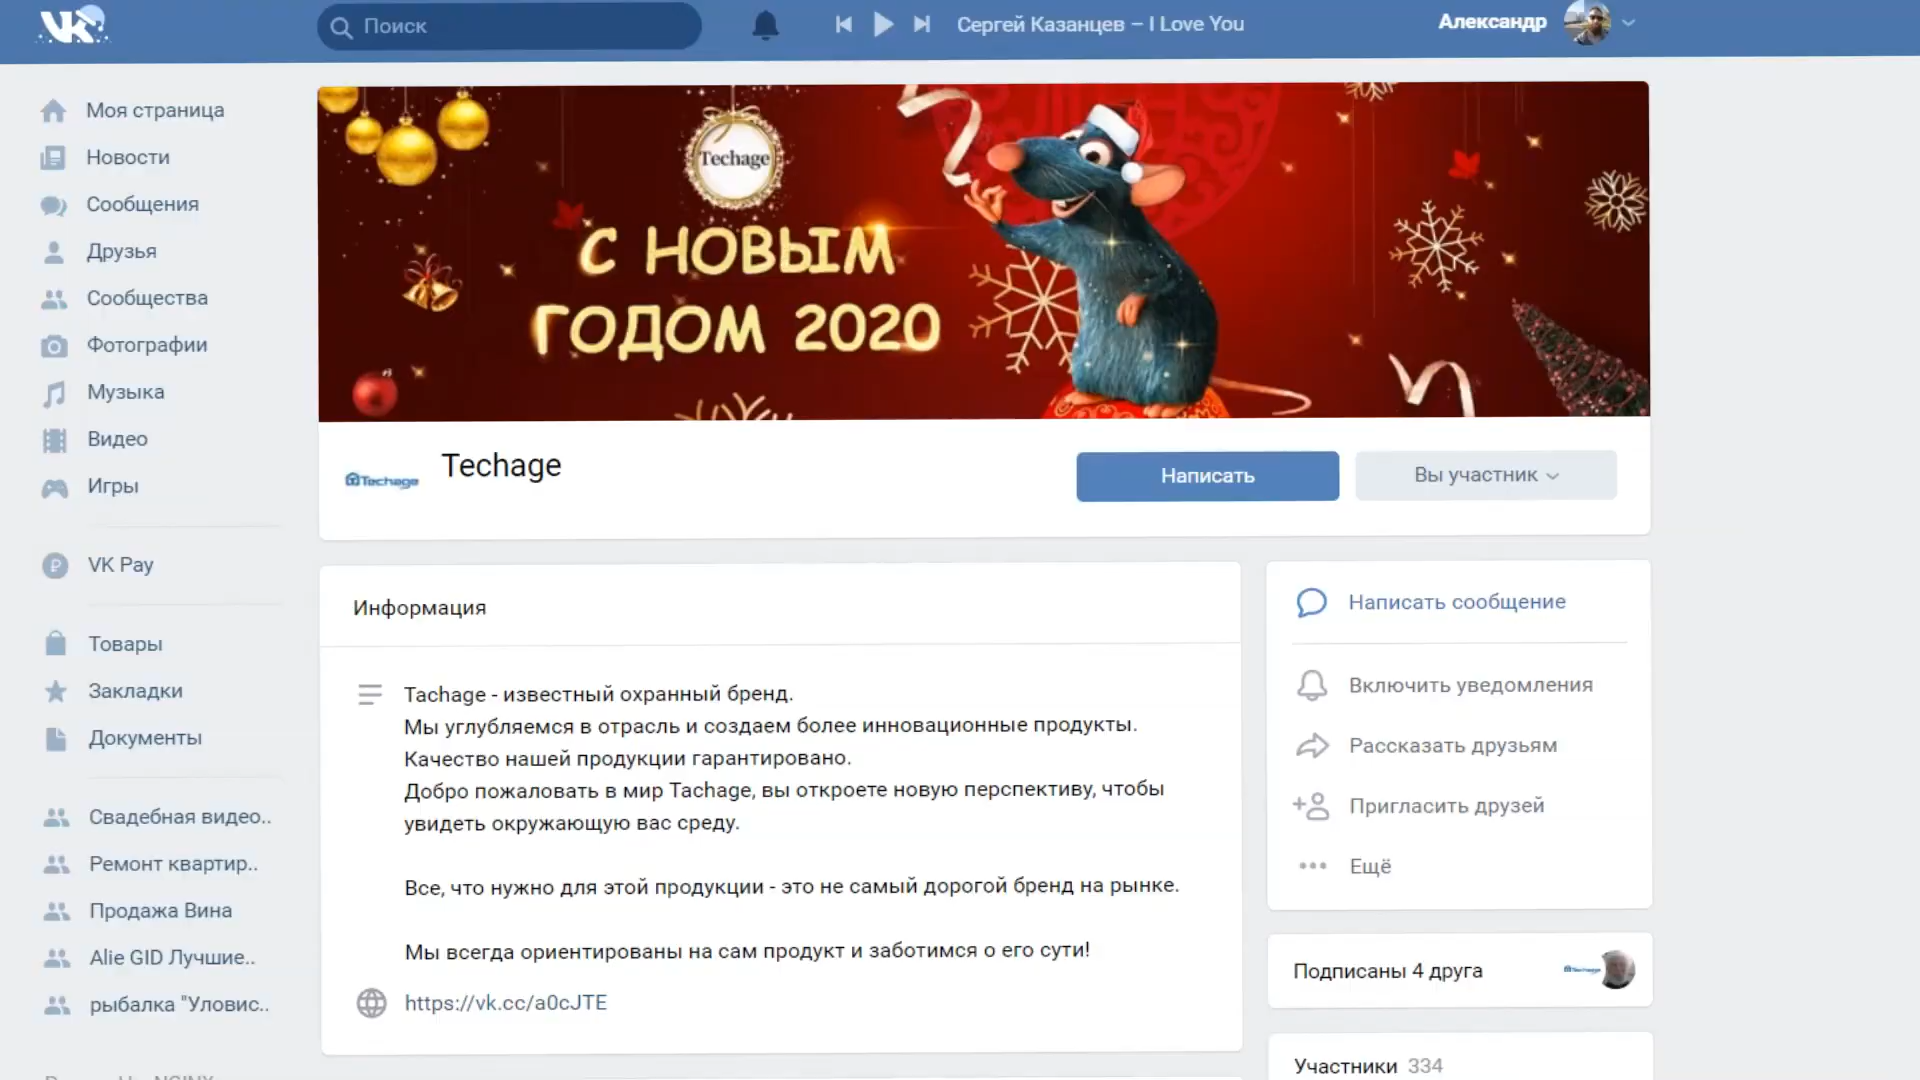 VK
Поиск
Сергей Казанцев – I Love You
Александр
Моя страница
Новости
Сообщения
Друзья
Сообщества
Фотографии
Музыка
Видео
Игры
VK Pay
Товары
Закладки
Документы
Свадебная видео..
Ремонт квартир..
Продажа Вина
Alie GID Лучшие..
рыбалка "Уловис..
Techage
С НОВЫМ
ГОДОМ 2020
Techage
Techage
Написать
Вы участник
Информация
Tachage - известный охранный бренд.
Мы углубляемся в отрасль и создаем более инновационные продукты.
Качество нашей продукции гарантировано.
Добро пожаловать в мир Tachage, вы откроете новую перспективу, чтобы
увидеть окружающую вас среду.
Все, что нужно для этой продукции - это не самый дорогой бренд на рынке.
Мы всегда ориентированы на сам продукт и заботимся о его сути!
https://vk.cc/a0cJTE
Написать сообщение
Включить уведомления
Рассказать друзьям
Пригласить друзей
Ещё
Подписаны 4 друга
Участники 334